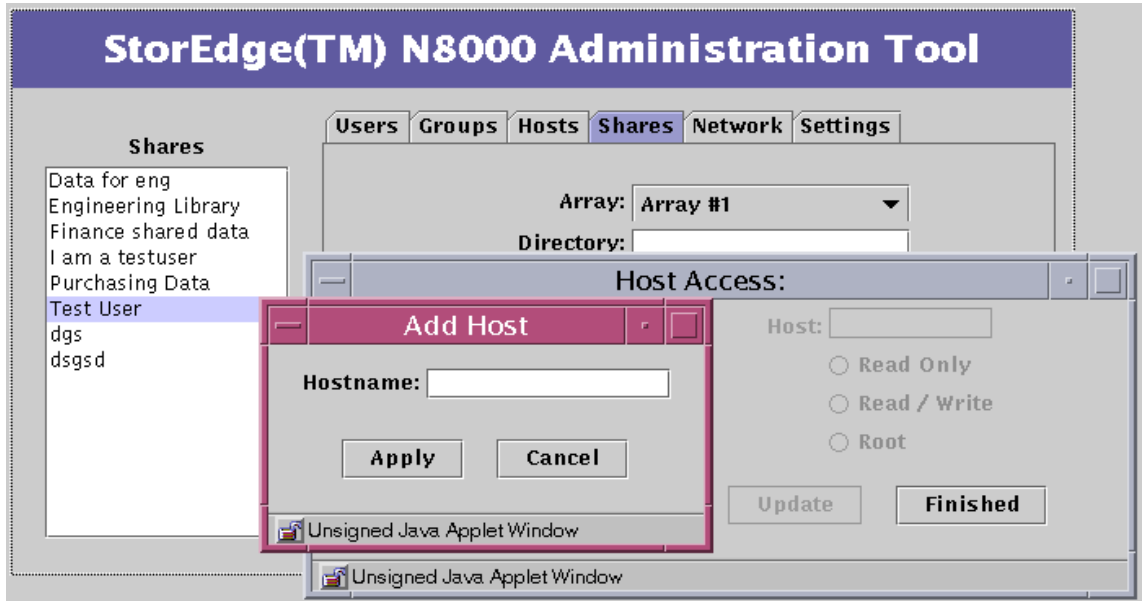 StorEdge(TM) N8000 Administration Tool
Users Groups Hosts Shares Network Settings
Shares
Data for eng
Engineering Library
Finance shared data
I am a testuser
Purchasing Data
Test User
dgs
dsgsd
Array: Array #1
Directory:
Host Access:
Host:
Read Only
Read / Write
Root
Update Finished
Unsigned Java Applet Window
Add Host
Hostname:
Apply Cancel
Unsigned Java Applet Window